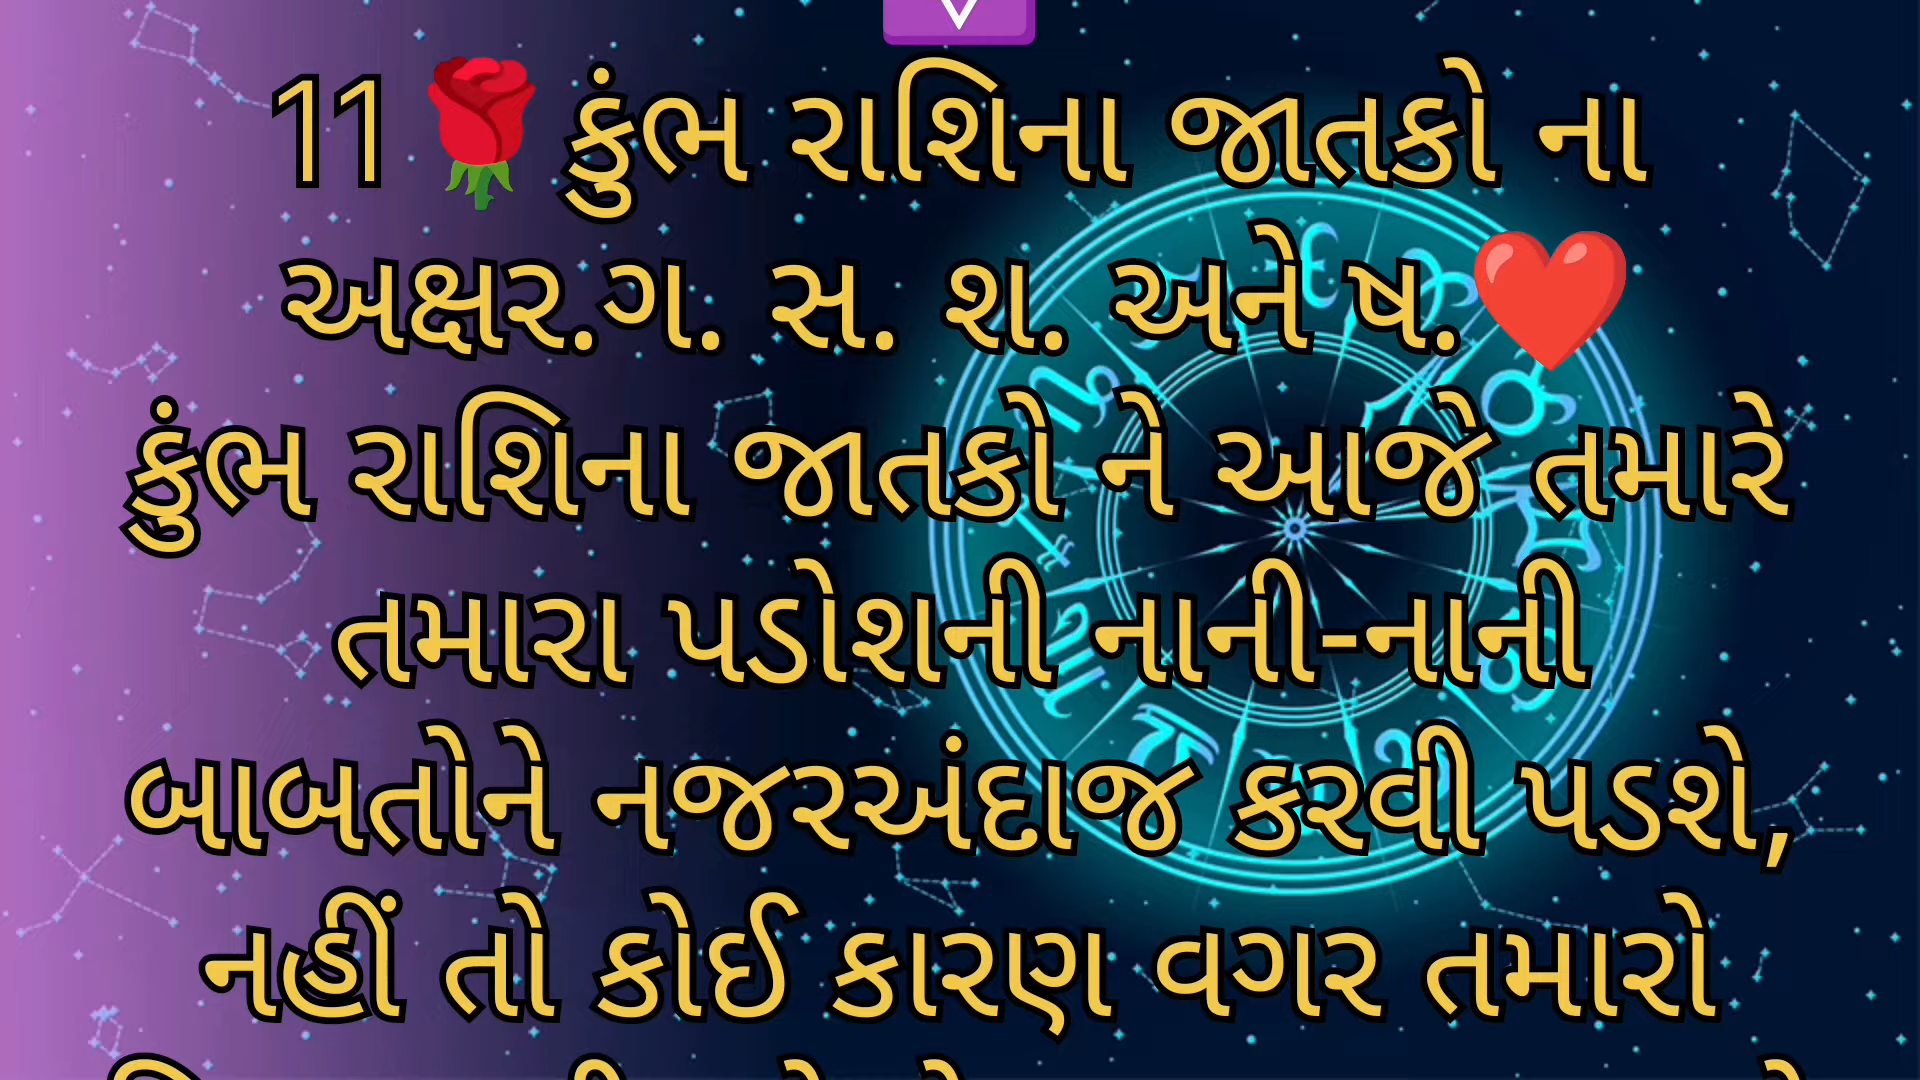 11🌹કુંભ રાશિના જાતકો ના
અક્ષર.ગ. સ. શ. અને ષ.❤️
કુંભ રાશિના જાતકો ને આજે તમારે
તમારા પડોશની નાની-નાની
બાબતોને નજરઅંદાજ કરવી પડશે,
નહીં તો કોઈ કારણ વગર તમારો